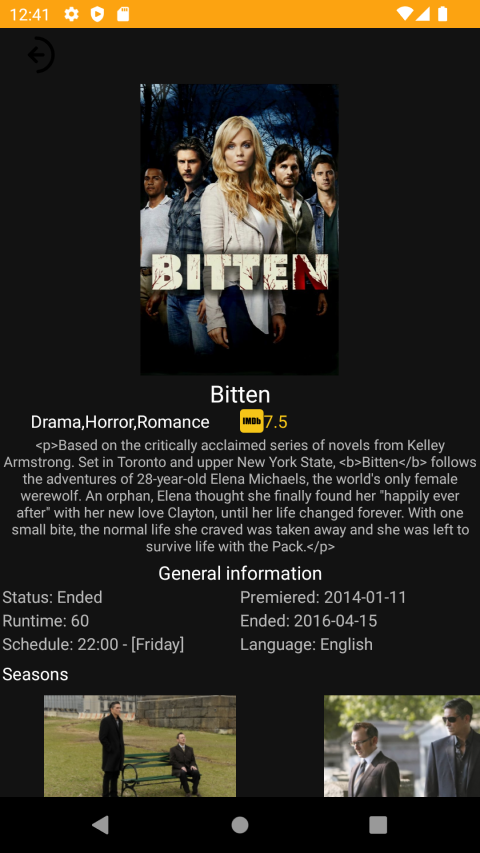 12:41
BITTEN
Bitten
Drama,Horror,Romance IMDb 7.5
<p>Based on the critically acclaimed series of novels from Kelley
Armstrong. Set in Toronto and upper New York State, <b>Bitten</b> follows
the adventures of 28-year-old Elena Michaels, the world's only female
werewolf. An orphan, Elena thought she finally found her "happily ever
after" with her new love Clayton, until her life changed forever. With one
small bite, the normal life she craved was taken away and she was left to
survive life with the Pack.</p>
General information
Status: Ended Premiered: 2014-01-11
Runtime: 60 Ended: 2016-04-15
Schedule: 22:00 - [Friday] Language: English
Seasons